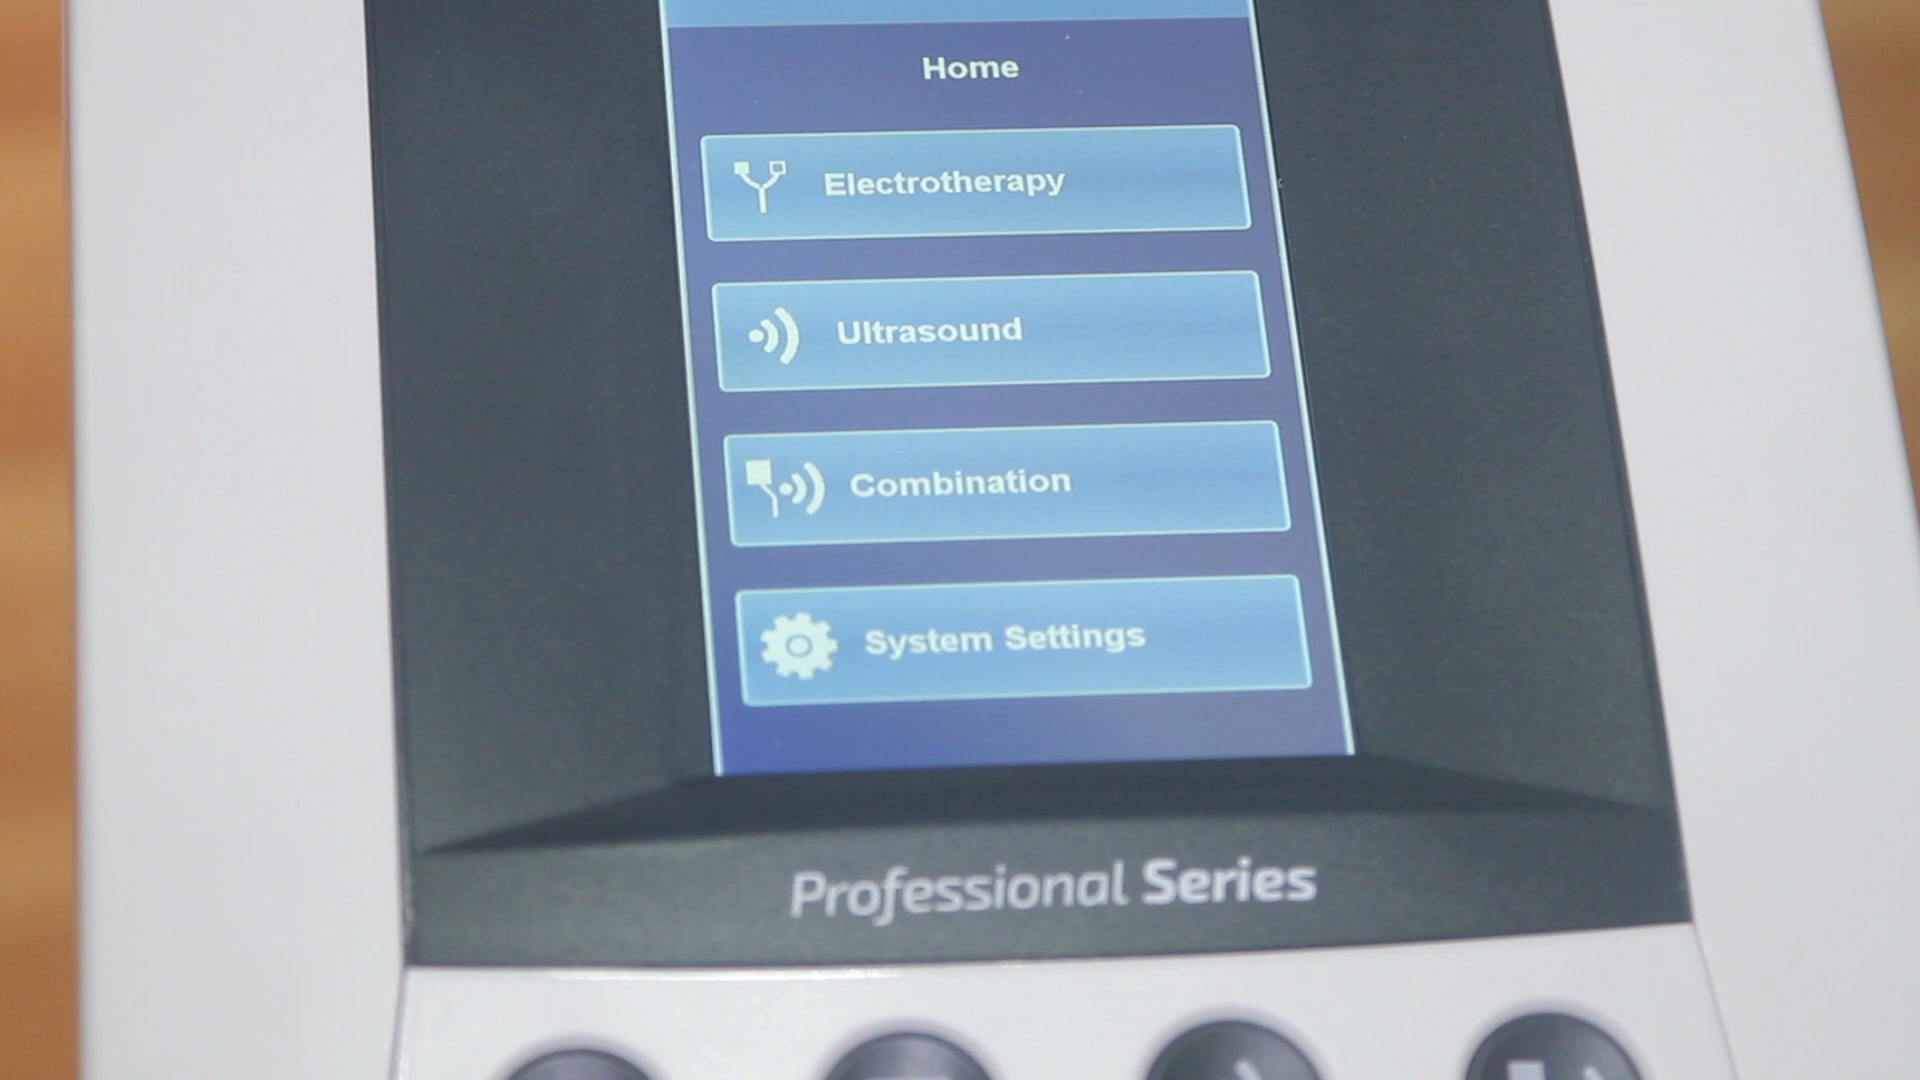 Home
Electrotherapy
Ultrasound
Combination
System Settings
Professional Series